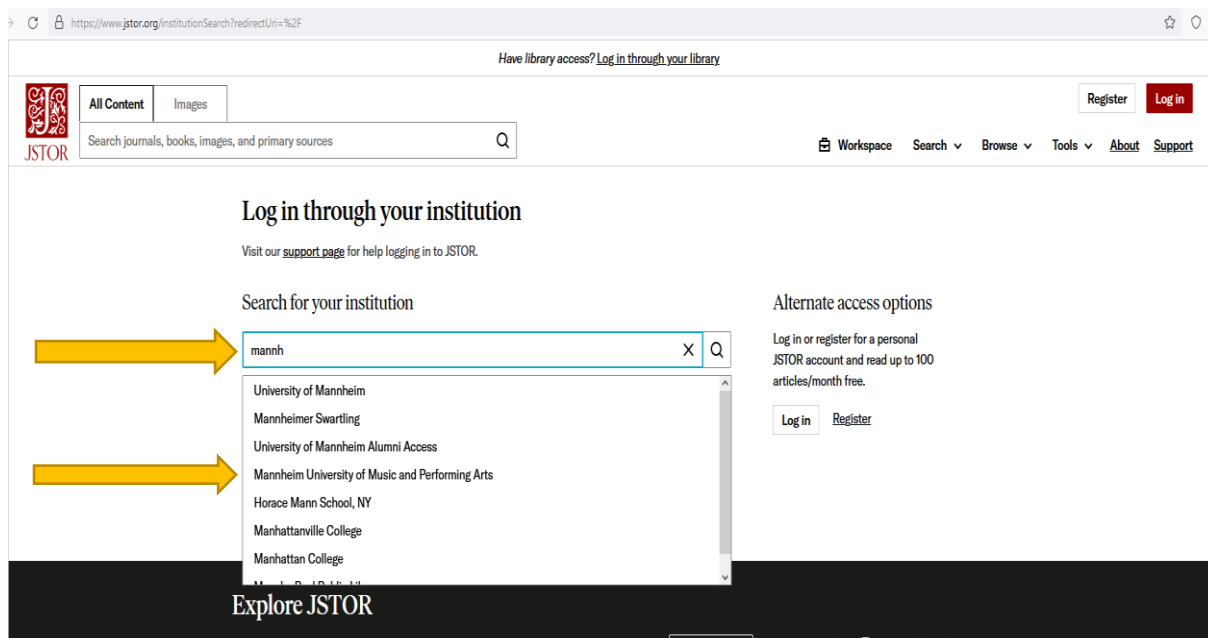 https://www.jstor.org/institutionSearch?redirectUri=%2F
Have library access? Log in through your library
All Content Images
Register Log in
Search journals, books, images, and primary sources
JSTOR
Workspace Search Browse Tools About Support
Log in through your institution
Visit our support page for help logging in to JSTOR.
Search for your institution
Alternate access options
mannh
Log in or register for a personal
JSTOR account and read up to 100
articles/month free.
Log in Register
University of Mannheim
Mannheimer Swartling
University of Mannheim Alumni Access
Mannheim University of Music and Performing Arts
Horace Mann School, NY
Manhattanville College
Manhattan College
Explore JSTOR